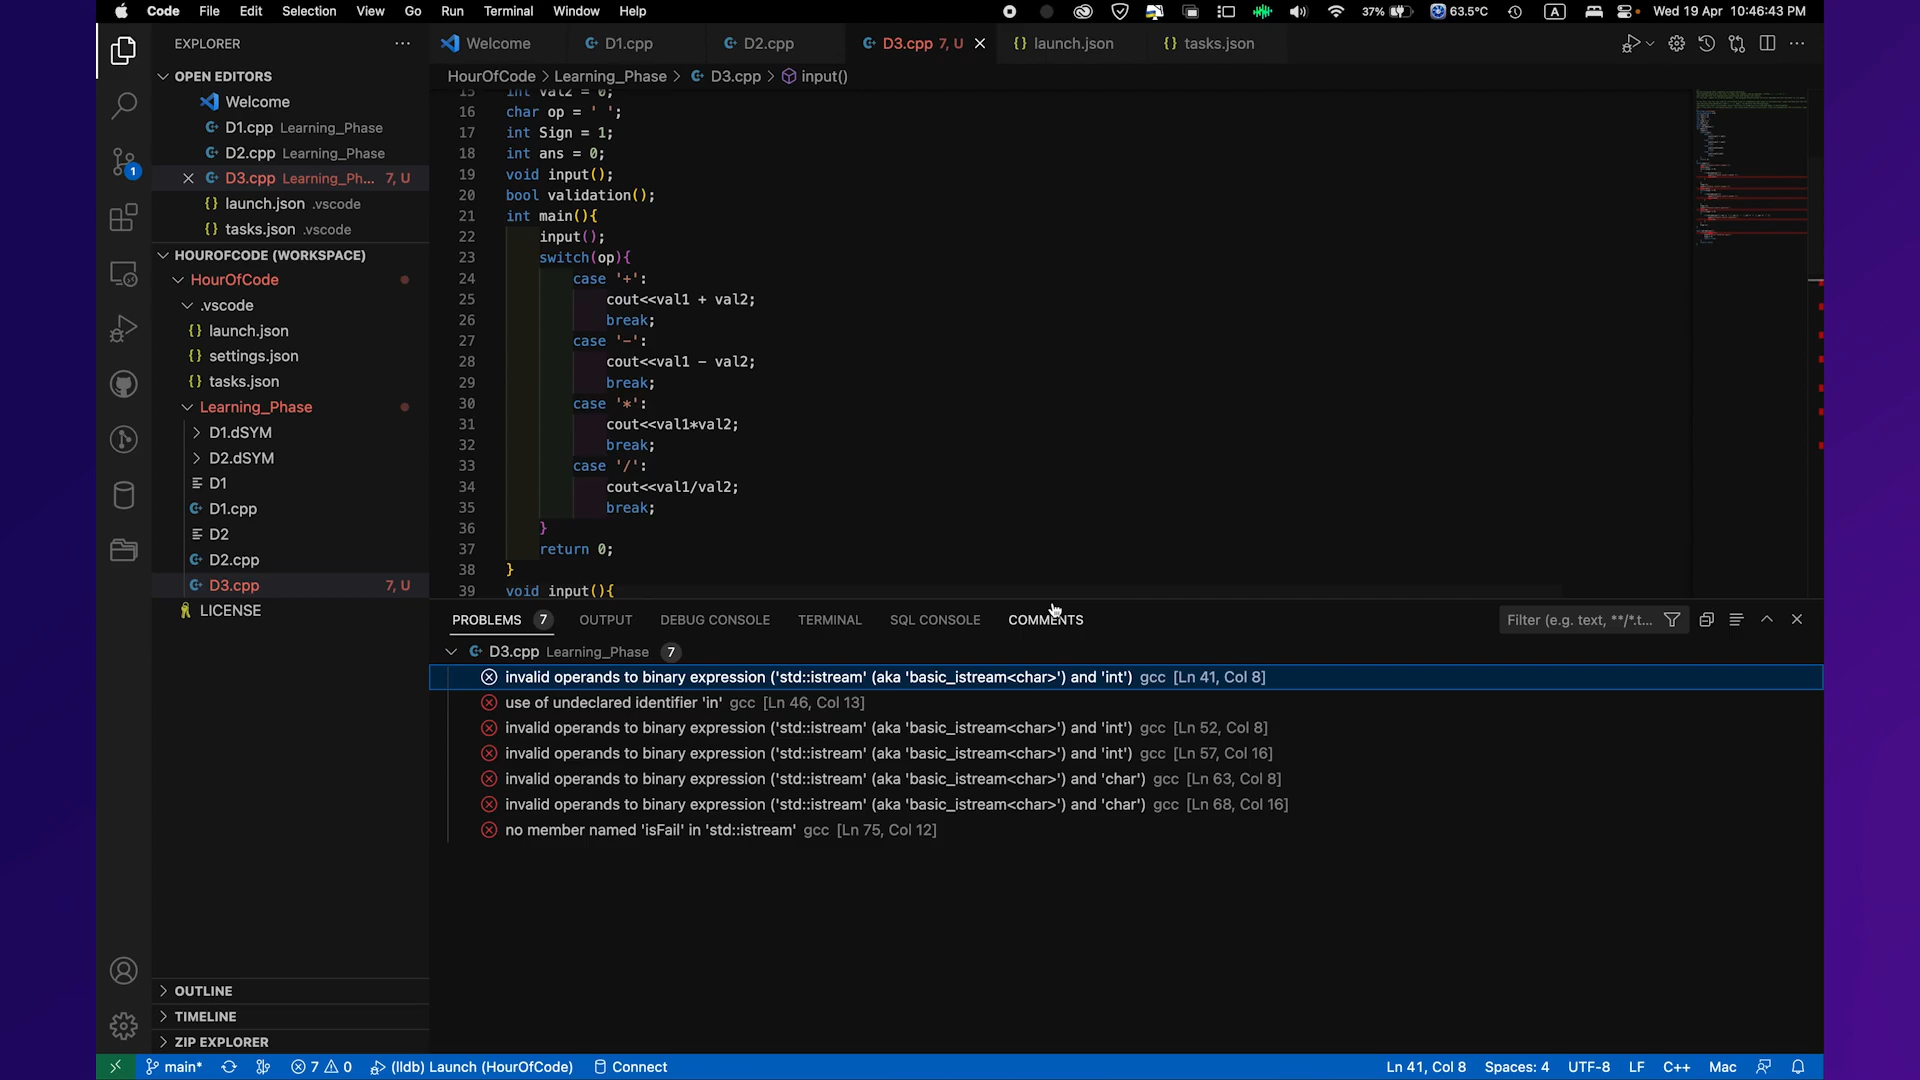 Code File Edit Selection View Go Run Terminal Window Help 37% 63.5°C A Wed 19 Apr 10:46:43 PM
EXPLORER
Welcome D1.cpp D2.cpp D3.cpp 7, U launch.json tasks.json
OPEN EDITORS
HourOfCode > Learning_Phase > D3.cpp > input()
Welcome
D1.cpp Learning_Phase
D2.cpp Learning_Phase
D3.cpp Learning_Ph... 7, U
launch.json .vscode
tasks.json .vscode
HOUROFCODE (WORKSPACE)
HourOfCode
.vscode
launch.json
settings.json
tasks.json
Learning_Phase
D1.dSYM
D2.dSYM
D1
D1.cpp
D2
D2.cpp
D3.cpp 7, U
LICENSE
OUTLINE
TIMELINE
ZIP EXPLORER
15 int val2 = 0;
16 char op = ' ';
17 int Sign = 1;
18 int ans = 0;
19 void input();
20 bool validation();
21 int main(){
22 input();
23 switch(op){
24 case '+':
25 cout<<val1 + val2;
26 break;
27 case '-':
28 cout<<val1 - val2;
29 break;
30 case '*':
31 cout<<val1*val2;
32 break;
33 case '/':
34 cout<<val1/val2;
35 break;
36 }
37 return 0;
38 }
39 void input(){
PROBLEMS 7 OUTPUT DEBUG CONSOLE TERMINAL SQL CONSOLE COMMENTS Filter (e.g. text, **/*.t...
D3.cpp Learning_Phase 7
invalid operands to binary expression ('std::istream' (aka 'basic_istream<char>') and 'int') gcc [Ln 41, Col 8]
use of undeclared identifier 'in' gcc [Ln 46, Col 13]
invalid operands to binary expression ('std::istream' (aka 'basic_istream<char>') and 'int') gcc [Ln 52, Col 8]
invalid operands to binary expression ('std::istream' (aka 'basic_istream<char>') and 'int') gcc [Ln 57, Col 16]
invalid operands to binary expression ('std::istream' (aka 'basic_istream<char>') and 'char') gcc [Ln 63, Col 8]
invalid operands to binary expression ('std::istream' (aka 'basic_istream<char>') and 'char') gcc [Ln 68, Col 16]
no member named 'isFail' in 'std::istream' gcc [Ln 75, Col 12]
main* 7 0 (lldb) Launch (HourOfCode) Connect Ln 41, Col 8 Spaces: 4 UTF-8 LF C++ Mac